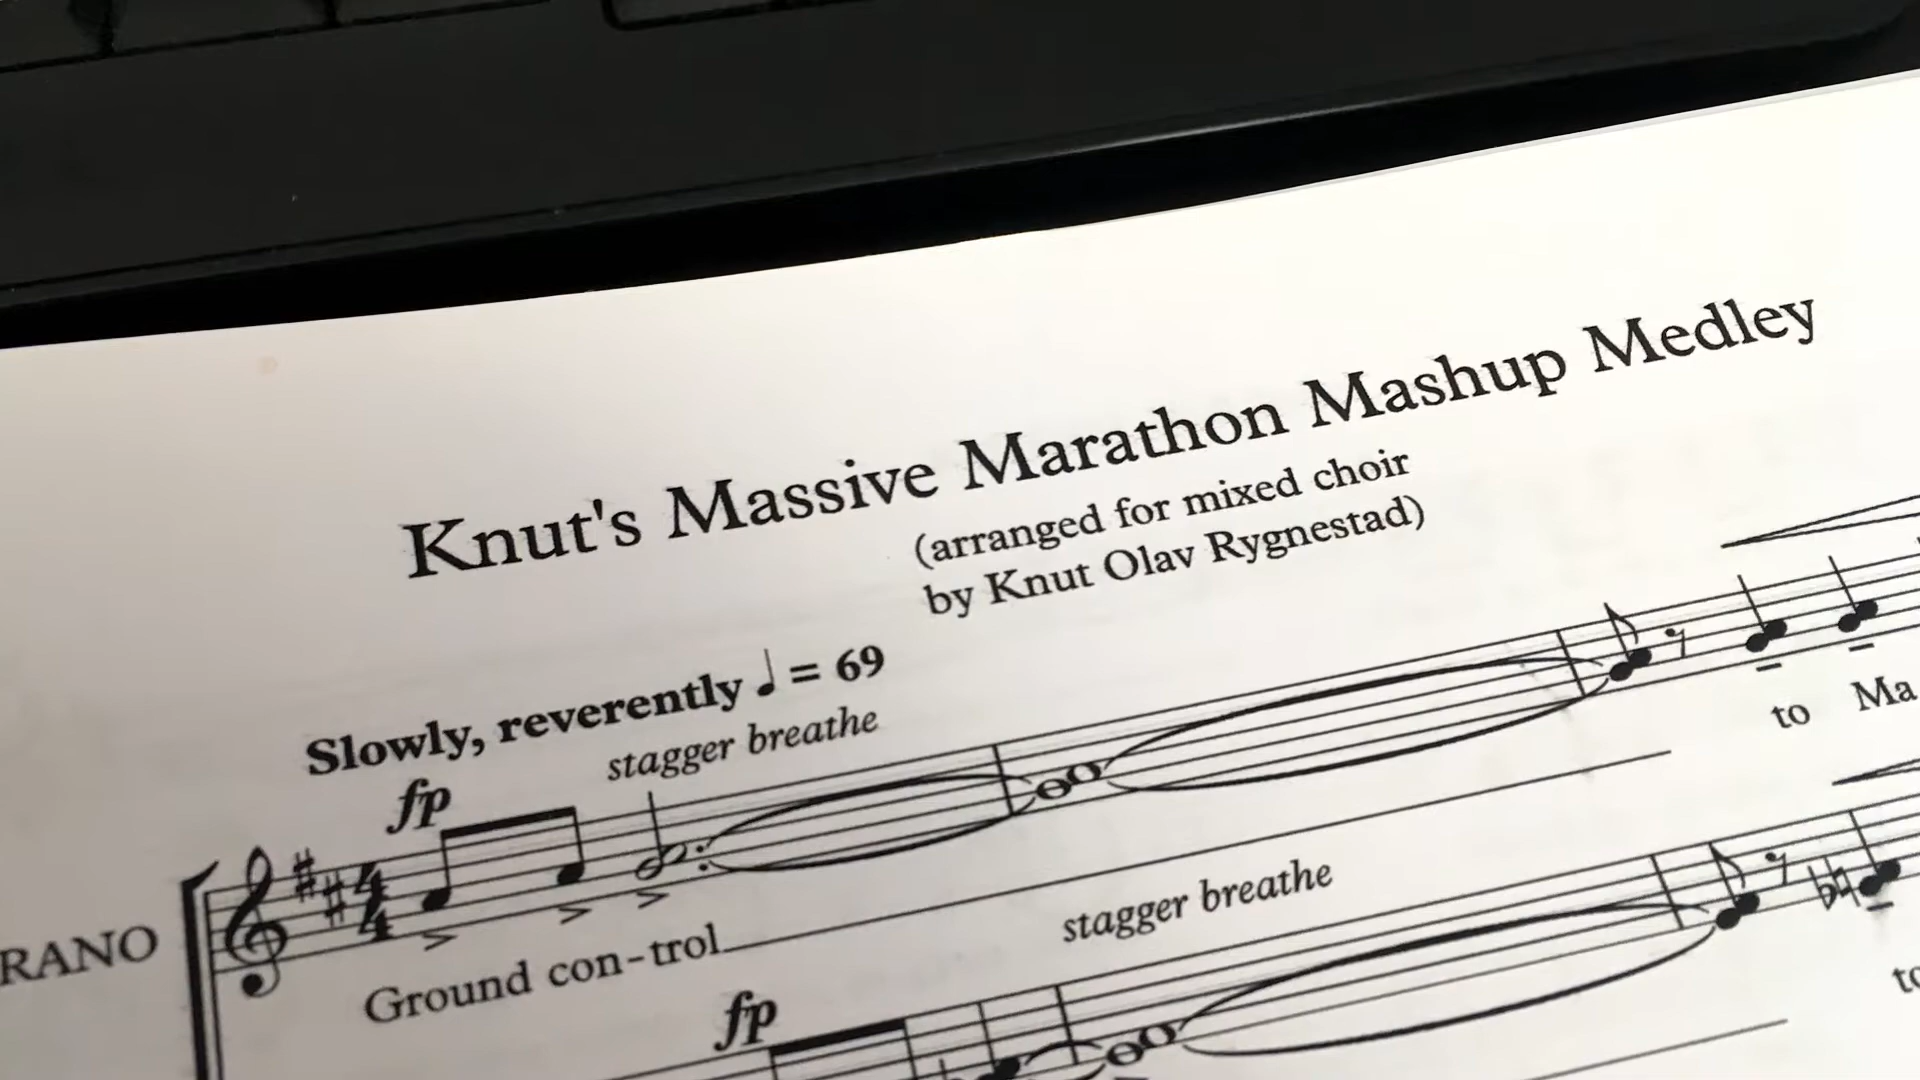 Knut's Massive Marathon Mashup Medley
(arranged for mixed choir
by Knut Olav Rygnestad)
Slowly, reverently ♩ = 69
stagger breathe
fp
RANO
Ground con-trol
to Ma
stagger breathe
fp
to